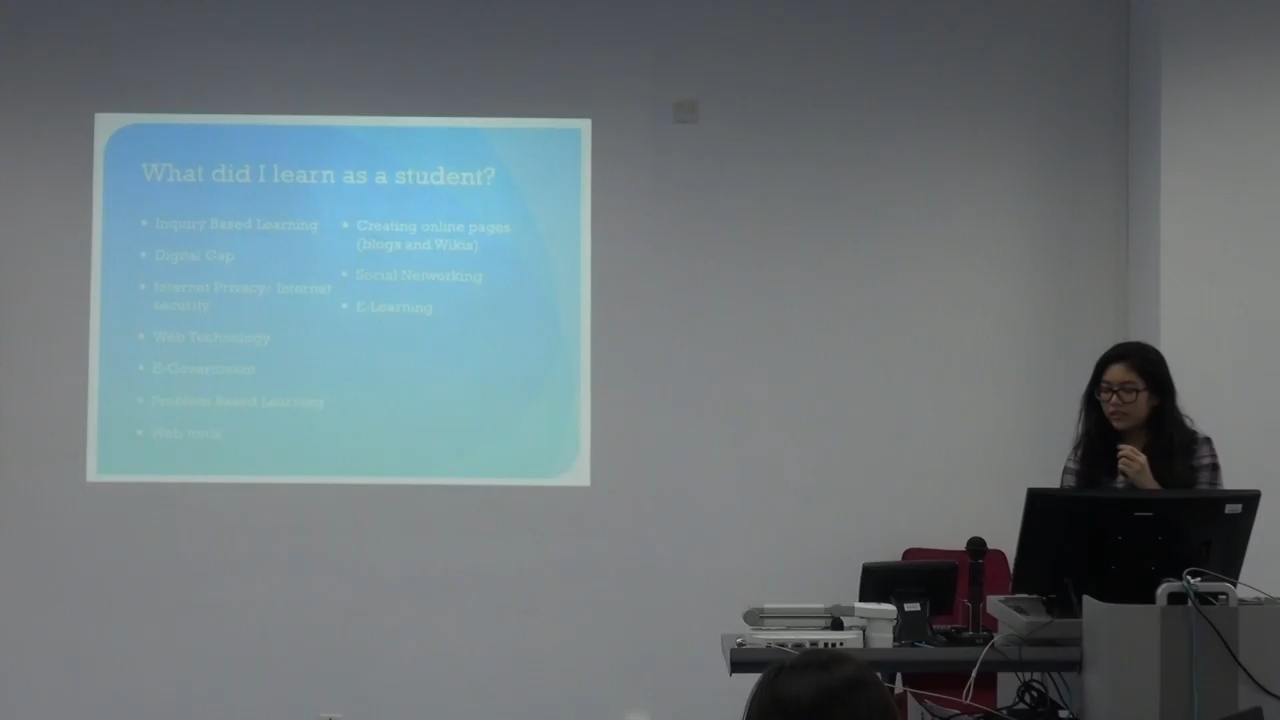 What did I learn as a student?
• Inquiry Based Learning
• Digital Gap
• Internet Privacy/ Internet
security
• Web Technology
• E-Government
• Problem Based Learning
• Web tools
• Creating online pages
(blogs and Wikis)
• Social Networking
• E-Learning